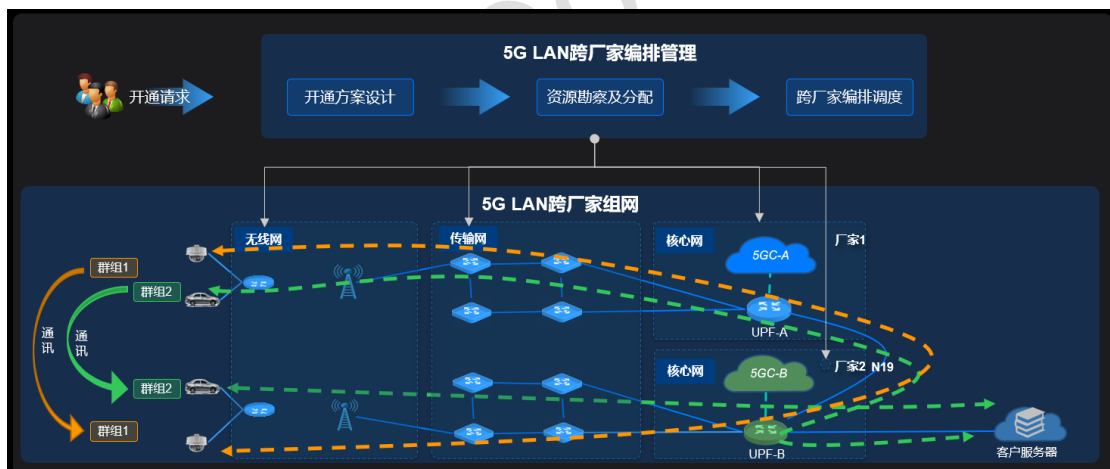 5G LAN跨厂家编排管理
开通请求
开通方案设计
资源勘察及分配
跨厂家编排调度
5G LAN跨厂家组网
无线网
传输网
核心网
厂家1
5GC-A
群组1
群组2
UPF-A
通讯
通讯
核心网
厂家2
N19
5GC-B
群组2
群组1
UPF-B
客户服务器